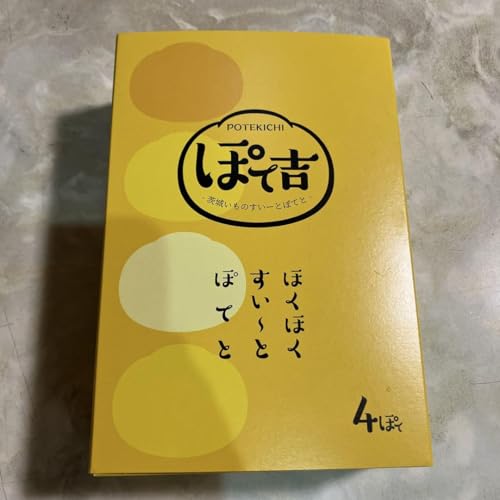 POTEKICHI
ぽて吉
-茨城いものすいーとぽてと-
ほくほく
すい〜と
ぽてと
4ぽて